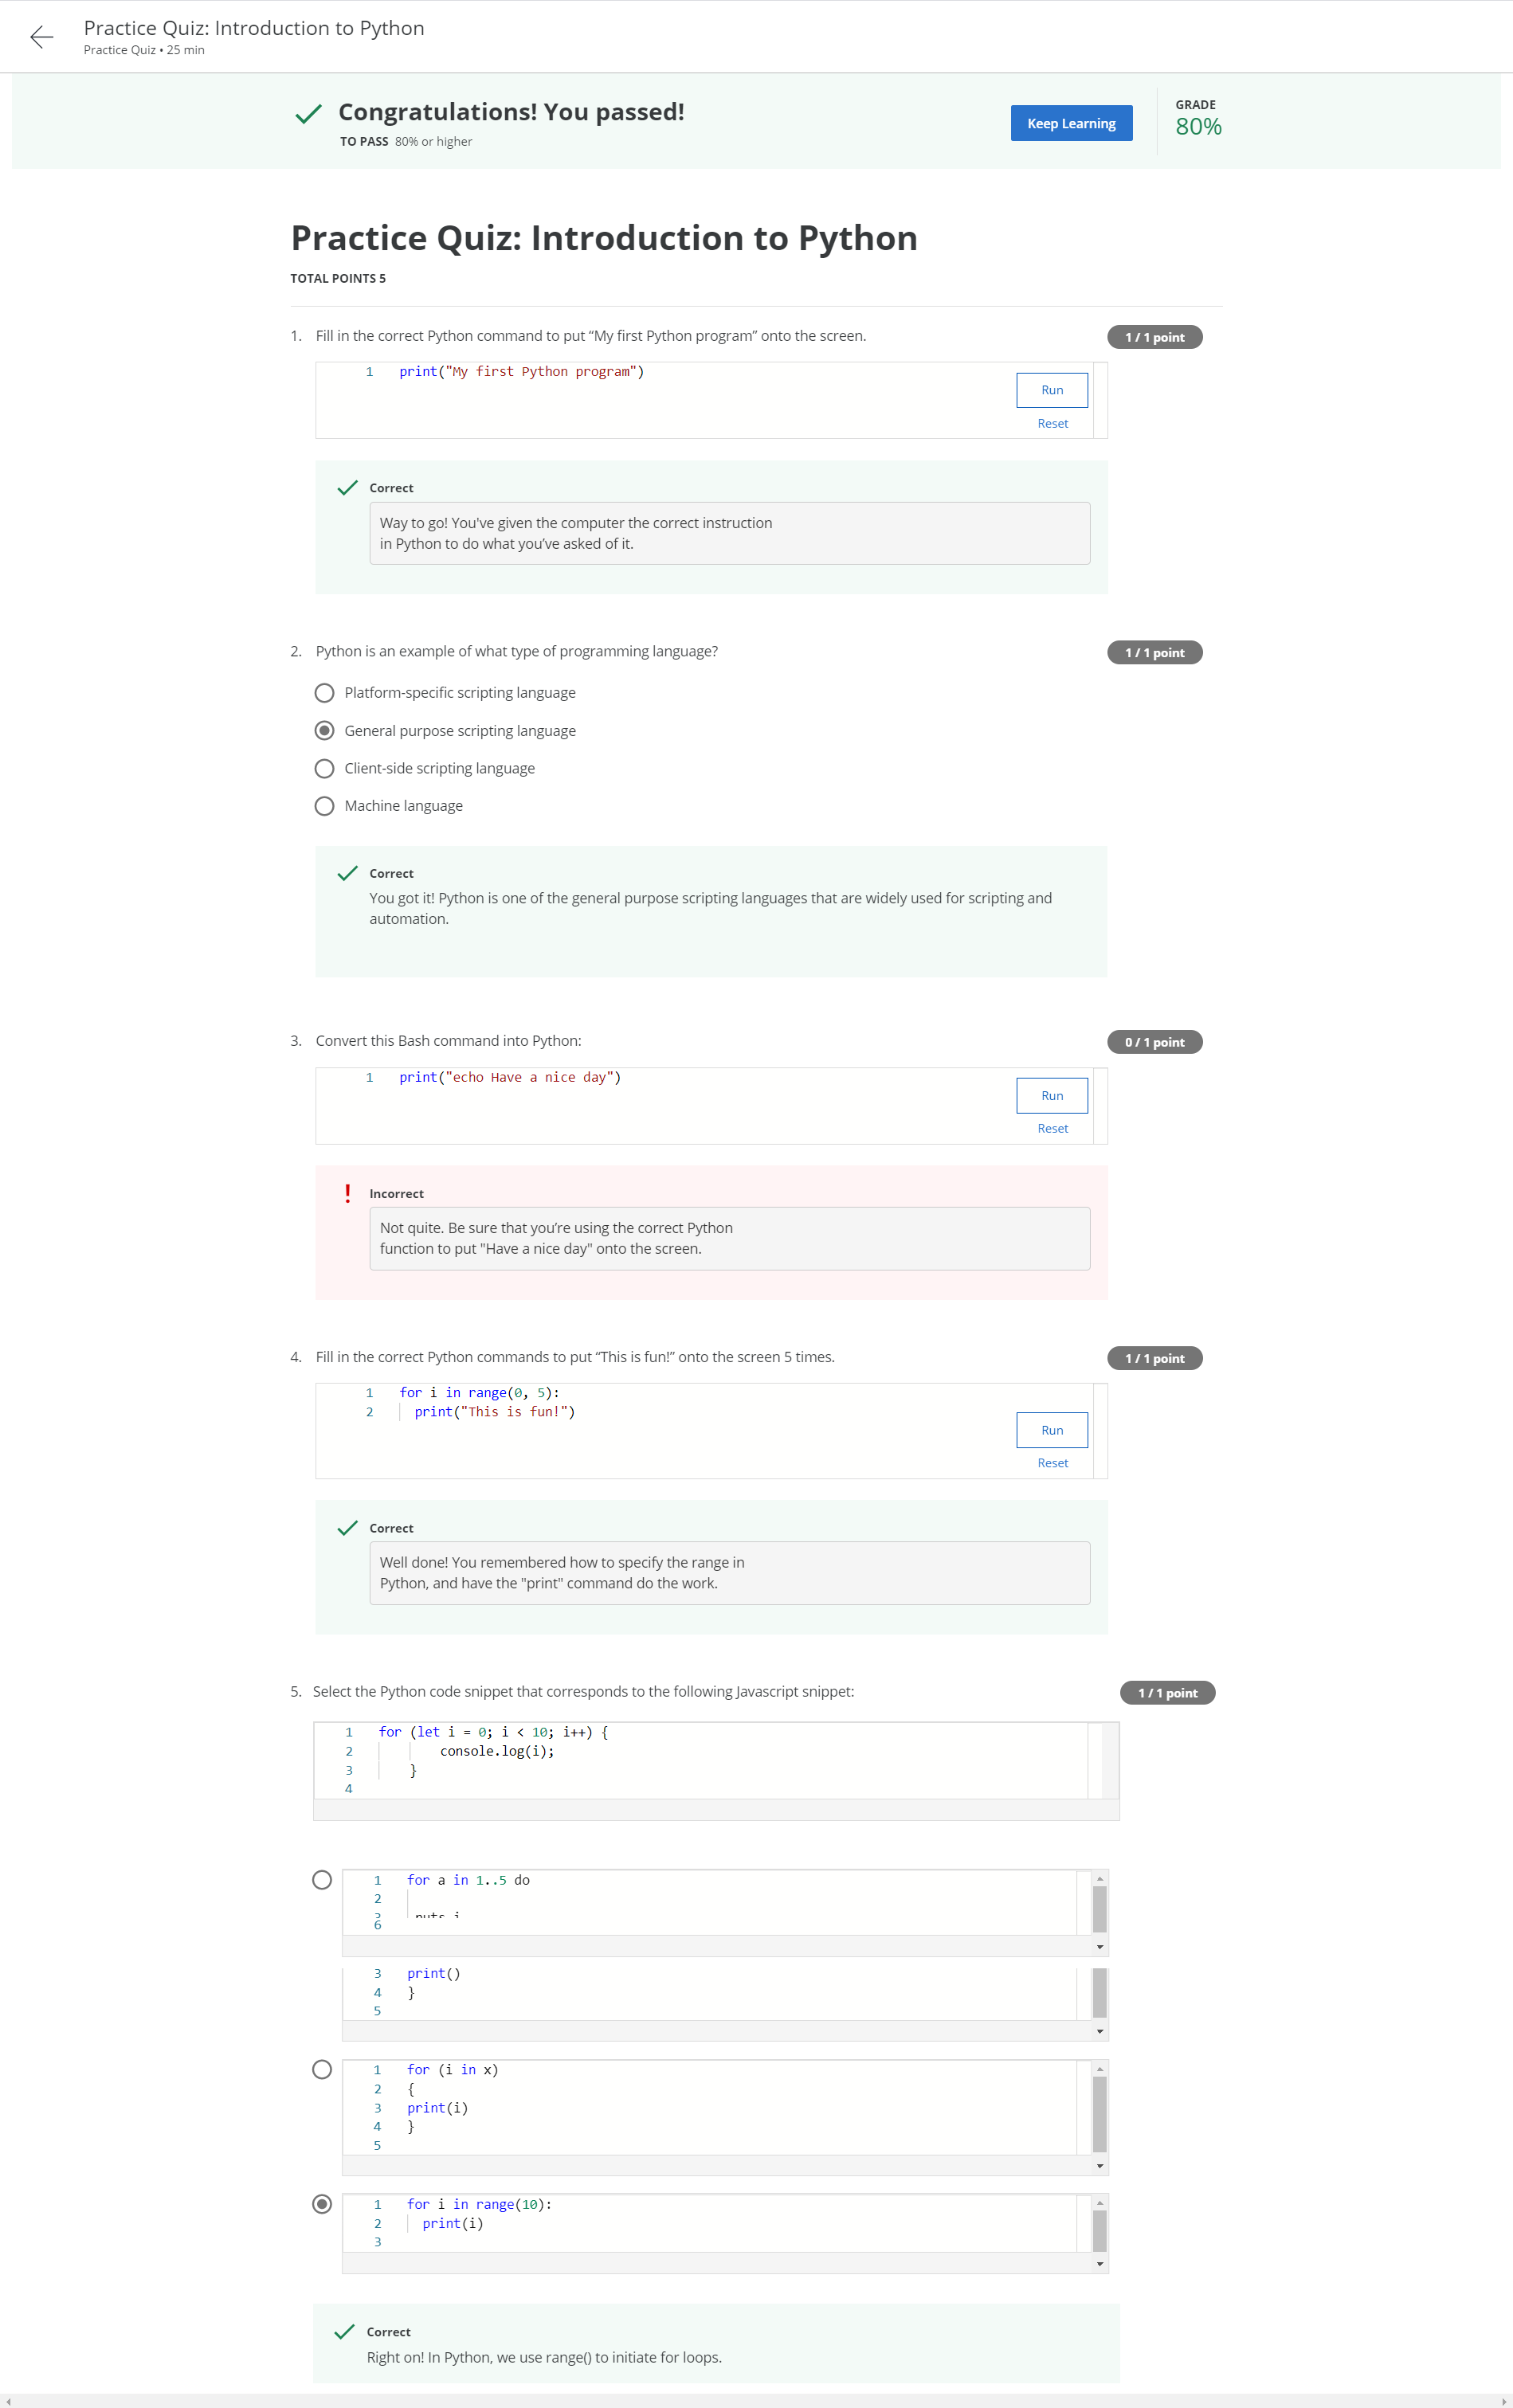 Practice Quiz: Introduction to Python
Practice Quiz • 25 min
Congratulations! You passed!
TO PASS 80% or higher
Keep Learning
GRADE
80%
Practice Quiz: Introduction to Python
TOTAL POINTS 5
1. Fill in the correct Python command to put “My first Python program” onto the screen.
1 / 1 point
1 print("My first Python program")
Run
Reset
Correct
Way to go! You've given the computer the correct instruction
in Python to do what you’ve asked of it.
2. Python is an example of what type of programming language?
1 / 1 point
Platform-specific scripting language
General purpose scripting language
Client-side scripting language
Machine language
Correct
You got it! Python is one of the general purpose scripting languages that are widely used for scripting and
automation.
3. Convert this Bash command into Python:
0 / 1 point
1 print("echo Have a nice day")
Run
Reset
Incorrect
Not quite. Be sure that you’re using the correct Python
function to put "Have a nice day" onto the screen.
4. Fill in the correct Python commands to put “This is fun!” onto the screen 5 times.
1 / 1 point
1 for i in range(0, 5):
2 print("This is fun!")
Run
Reset
Correct
Well done! You remembered how to specify the range in
Python, and have the "print" command do the work.
5. Select the Python code snippet that corresponds to the following Javascript snippet:
1 / 1 point
1 for (let i = 0; i < 10; i++) {
2 console.log(i);
3 }
4
1 for a in 1..5 do
2
6
3 print()
4 }
5
1 for (i in x)
2 {
3 print(i)
4 }
5
1 for i in range(10):
2 print(i)
3
Correct
Right on! In Python, we use range() to initiate for loops.